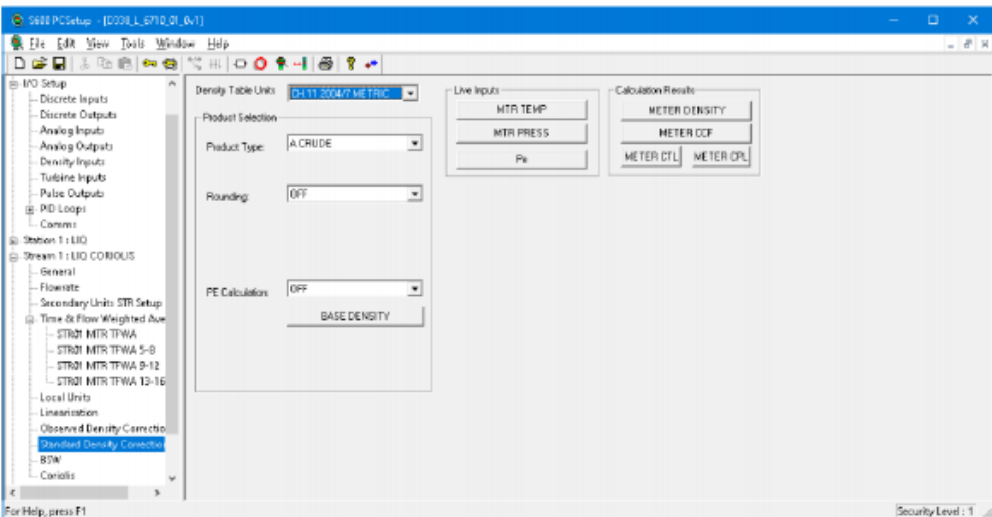 S600 PCSetup - [D338_L_6710_01_0v1]
File Edit View Tools Window Help
I/O Setup
Discrete Inputs
Discrete Outputs
Analog Inputs
Analog Outputs
Density Inputs
Turbine Inputs
Pulse Outputs
PID Loops
Comms
Station 1 : LIQ
Stream 1 : LIQ CORIOLIS
General
Flowrate
Secondary Units STR Setup
Time & Flow Weighted Ave
STR01 MTR TFWA
STR01 MTR TFWA 5-8
STR01 MTR TFWA 9-12
STR01 MTR TFWA 13-16
Local Units
Linearisation
Observed Density Correctio
Standard Density Correctio
BSW
Coriolis
Density Table Units
CH.11 2004/7 METRIC
Product Selection
Product Type:
A CRUDE
Rounding:
OFF
PE Calculation:
OFF
BASE DENSITY
Live Inputs
MTR TEMP
MTR PRESS
Pe
Calculation Results
METER DENSITY
METER CCF
METER CTL METER CPL
For Help, press F1
Security Level : 1